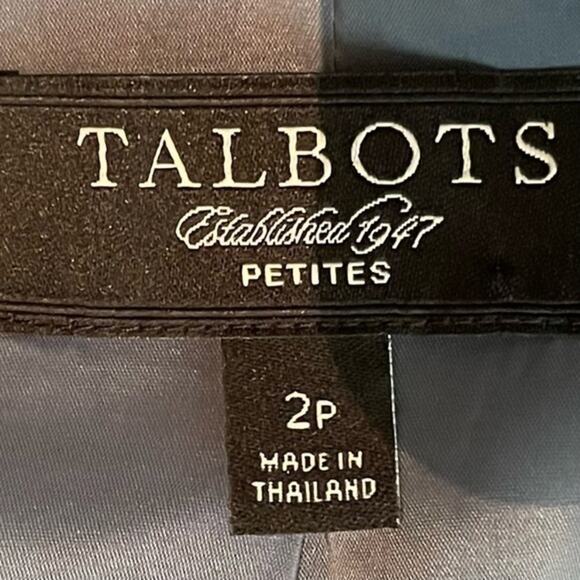 TALBOTS
Established 1947
PETITES
2P
MADE IN
THAILAND